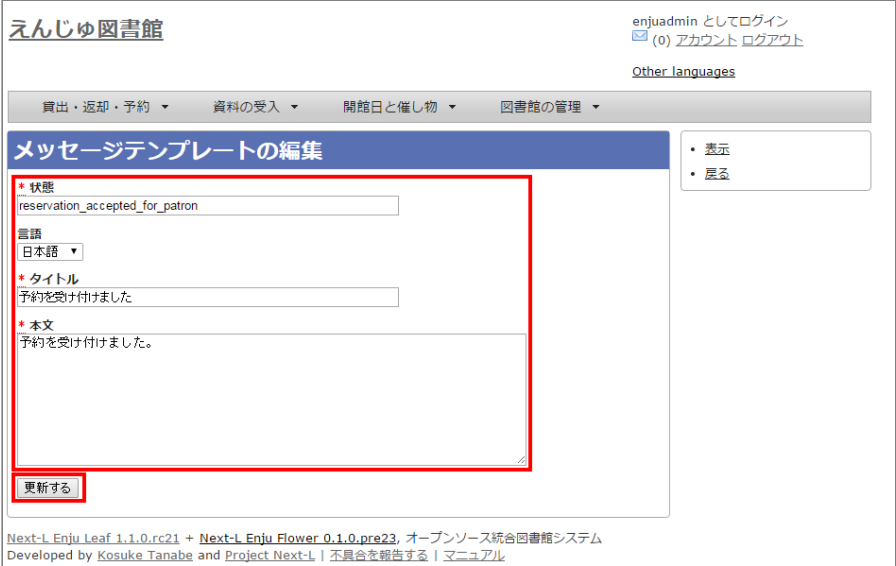 えんじゅ図書館
enjuadmin としてログイン
(0) アカウント ログアウト
Other languages
貸出・返却・予約 ▼ 資料の受入 ▼ 開館日と催し物 ▼ 図書館の管理 ▼
メッセージテンプレートの編集
• 表示
• 戻る
* 状態
reservation_accepted_for_patron
言語
日本語 ▼
* タイトル
予約を受け付けました
* 本文
予約を受け付けました。
更新する
Next-L Enju Leaf 1.1.0.rc21 + Next-L Enju Flower 0.1.0.pre23, オープンソース統合図書館システム
Developed by Kosuke Tanabe and Project Next-L | 不具合を報告する | マニュアル